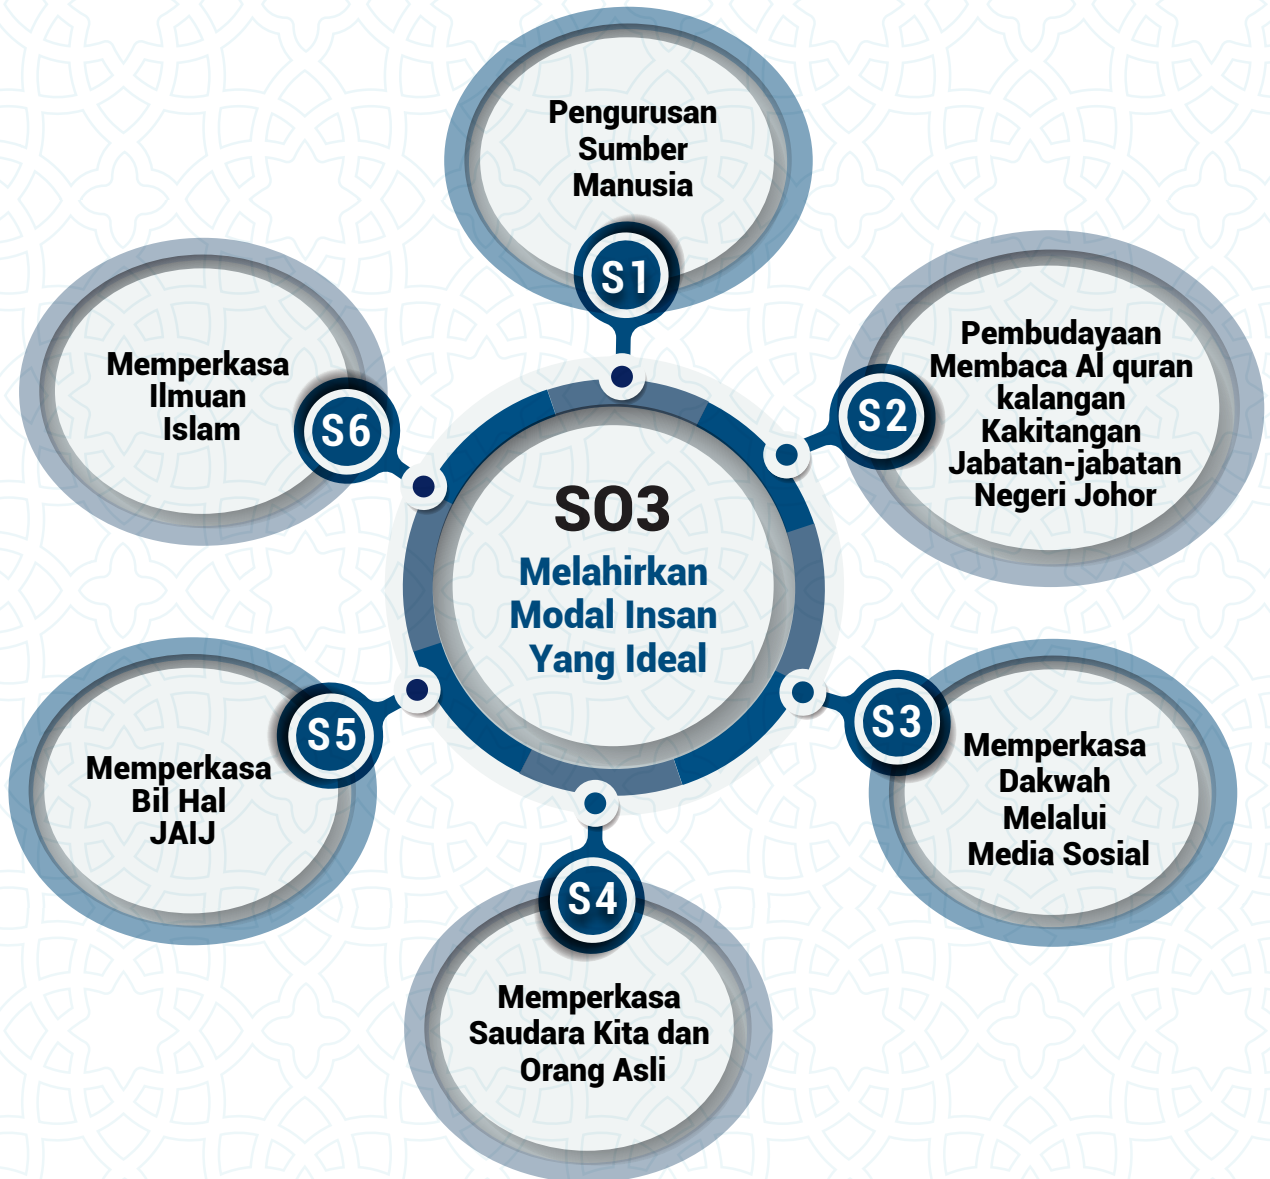 SO3
Melahirkan
Modal Insan
Yang Ideal
S1
Pengurusan
Sumber
Manusia
S2
Pembudayaan
Membaca Al quran
kalangan
Kakitangan
Jabatan-jabatan
Negeri Johor
S3
Memperkasa
Dakwah
Melalui
Media Sosial
S4
Memperkasa
Saudara Kita dan
Orang Asli
S5
Memperkasa
Bil Hal
JAIJ
S6
Memperkasa
Ilmuan
Islam